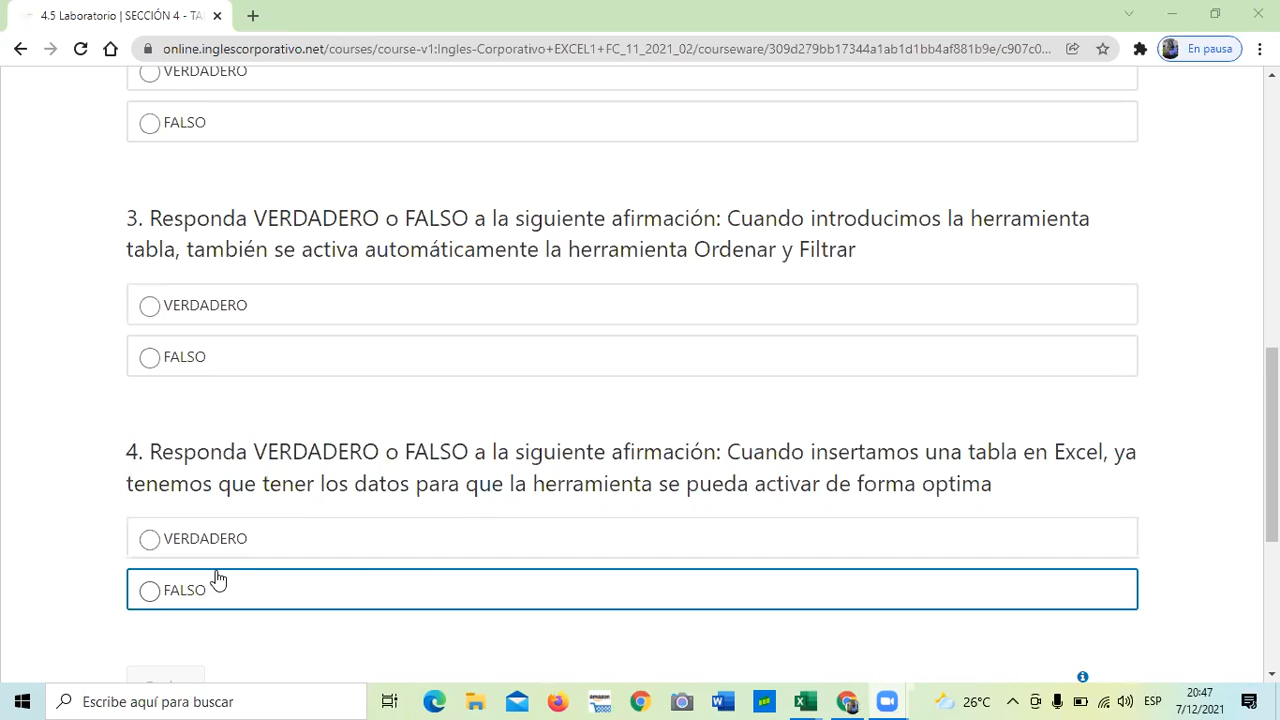 4.5 Laboratorio | SECCIÓN 4 - TA
online.inglescorporativo.net/courses/course-v1:Ingles-Corporativo+EXCEL1+FC_11_2021_02/courseware/309d279bb17344a1ab1d1bb4af881b9e/c907c0...
En pausa
VERDADERO
FALSO
3. Responda VERDADERO o FALSO a la siguiente afirmación: Cuando introducimos la herramienta
tabla, también se activa automáticamente la herramienta Ordenar y Filtrar
VERDADERO
FALSO
4. Responda VERDADERO o FALSO a la siguiente afirmación: Cuando insertamos una tabla en Excel, ya
tenemos que tener los datos para que la herramienta se pueda activar de forma optima
VERDADERO
FALSO
Escribe aquí para buscar
amazon
26°C
ESP
20:47
7/12/2021